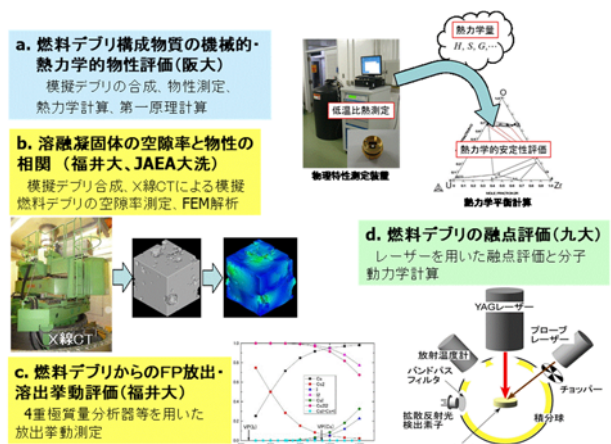 a. 燃料デブリ構成物質の機械的・
熱力学的物性評価(阪大)
模擬デブリの合成、物性測定、
熱力学計算、第一原理計算
b. 溶融凝固体の空隙率と物性の
相関 (福井大、JAEA大洗)
模擬デブリ合成、X線CTによる模擬
燃料デブリの空隙率測定、FEM解析
X線CT
c. 燃料デブリからのFP放出・
溶出挙動評価(福井大)
4重極質量分析器等を用いた
放出挙動測定
熱力学量
H, S, G,…
低温比熱測定
物理特性測定装置
O
熱力学的安定性評価
U
Zr
MOLE FRACTION
熱力学平衡計算
d. 燃料デブリの融点評価(九大)
レーザーを用いた融点評価と分子
動力学計算
YAGレーザー
プローブ
レーザー
放射温度計
バンドパス
フィルタ
チョッパー
拡散反射光
検出素子
積分球